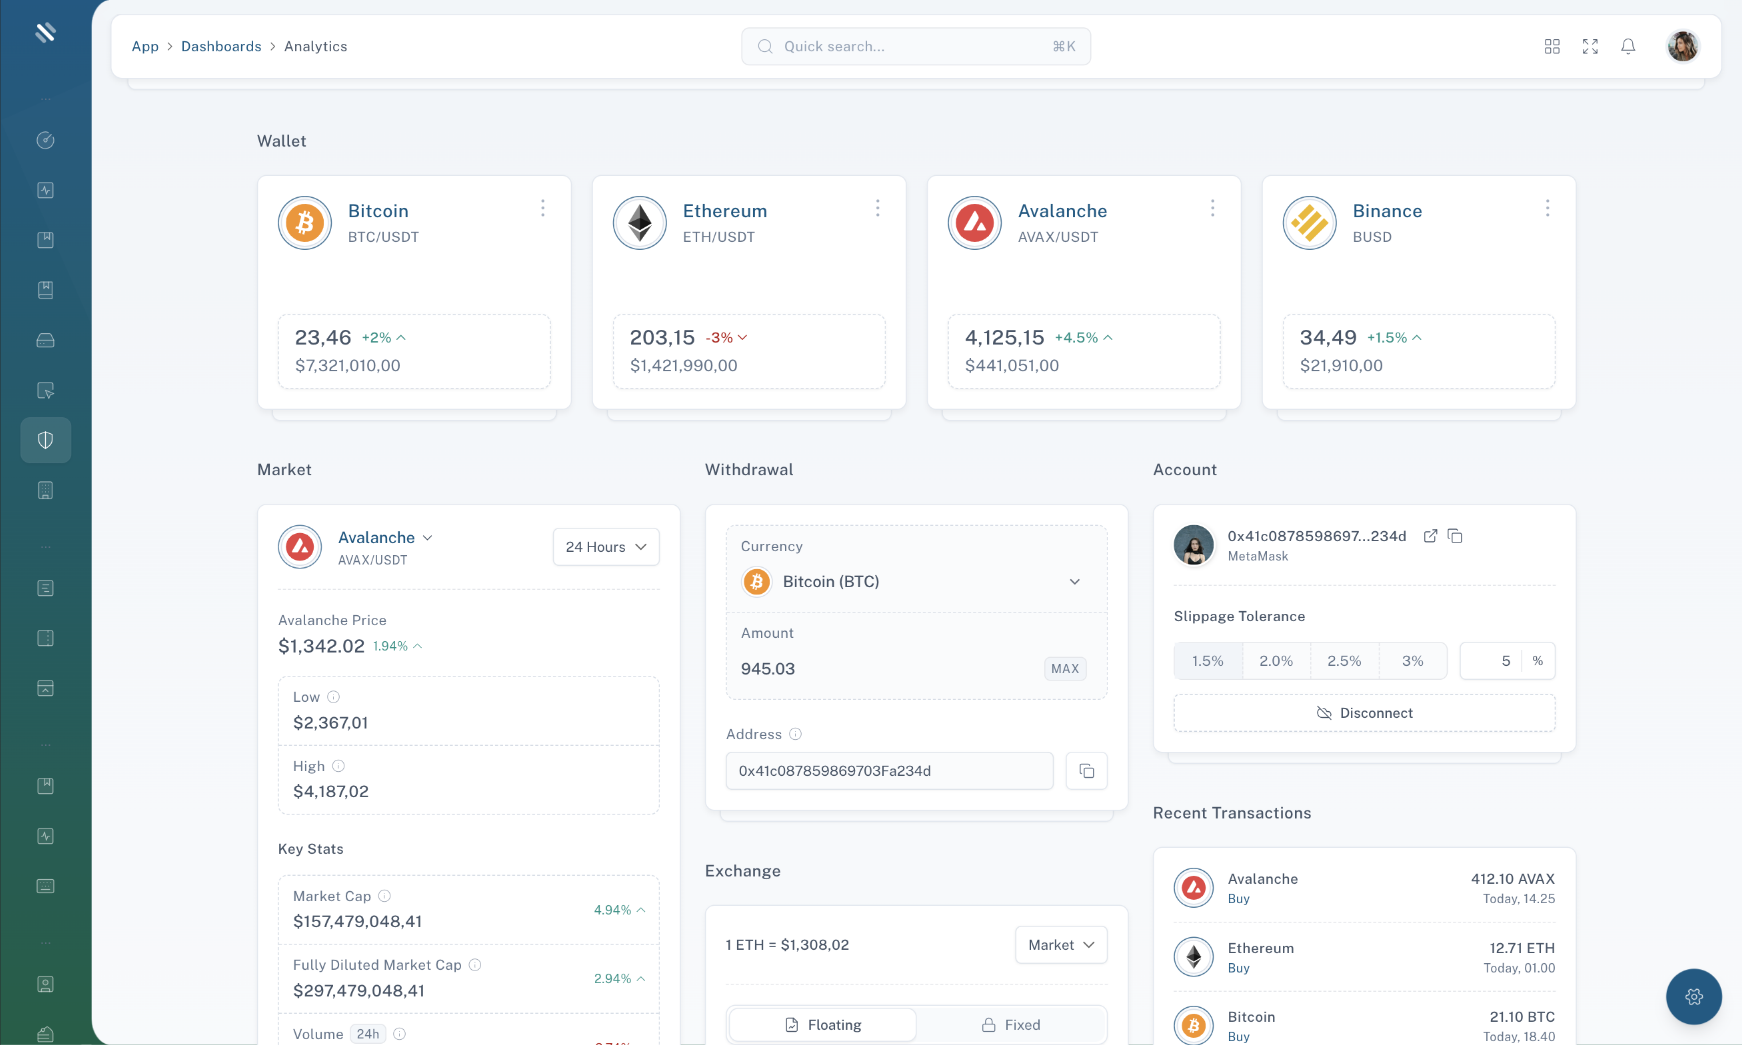 App > Dashboards > Analytics
Quick search... ⌘K
Wallet
Bitcoin
BTC/USDT
23,46 +2%
$7,321,010,00
Ethereum
ETH/USDT
203,15 -3%
$1,421,990,00
Avalanche
AVAX/USDT
4,125,15 +4.5%
$441,051,00
Binance
BUSD
34,49 +1.5%
$21,910,00
Market
Avalanche
AVAX/USDT
24 Hours
Avalanche Price
$1,342.02 1.94%
Low
$2,367,01
High
$4,187,02
Key Stats
Market Cap
$157,479,048,41
4.94%
Fully Diluted Market Cap
$297,479,048,41
2.94%
Volume 24h
Withdrawal
Currency
Bitcoin (BTC)
Amount
945.03
MAX
Address
0x41c087859869703Fa234d
Exchange
1 ETH = $1,308,02
Market
Floating
Fixed
Account
0x41c0878598697...234d
MetaMask
Slippage Tolerance
1.5% 2.0% 2.5% 3% 5 %
Disconnect
Recent Transactions
Avalanche 412.10 AVAX
Buy Today, 14.25
Ethereum 12.71 ETH
Buy Today, 01.00
Bitcoin 21.10 BTC
Buy Today, 18.40